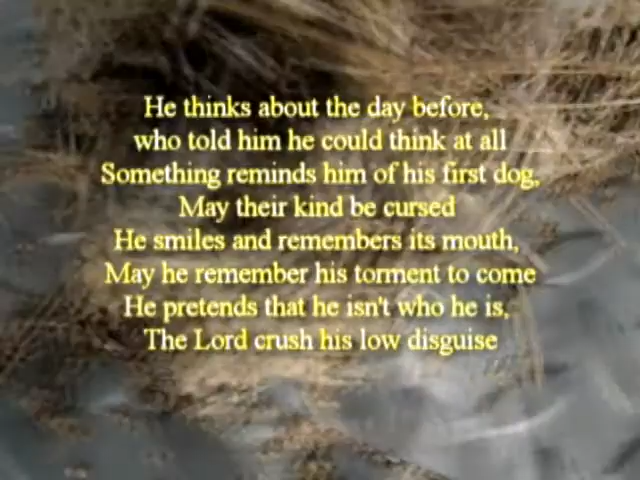 He thinks about the day before,
who told him he could think at all
Something reminds him of his first dog,
May their kind be cursed
He smiles and remembers its mouth,
May he remember his torment to come
He pretends that he isn't who he is,
The Lord crush his low disguise